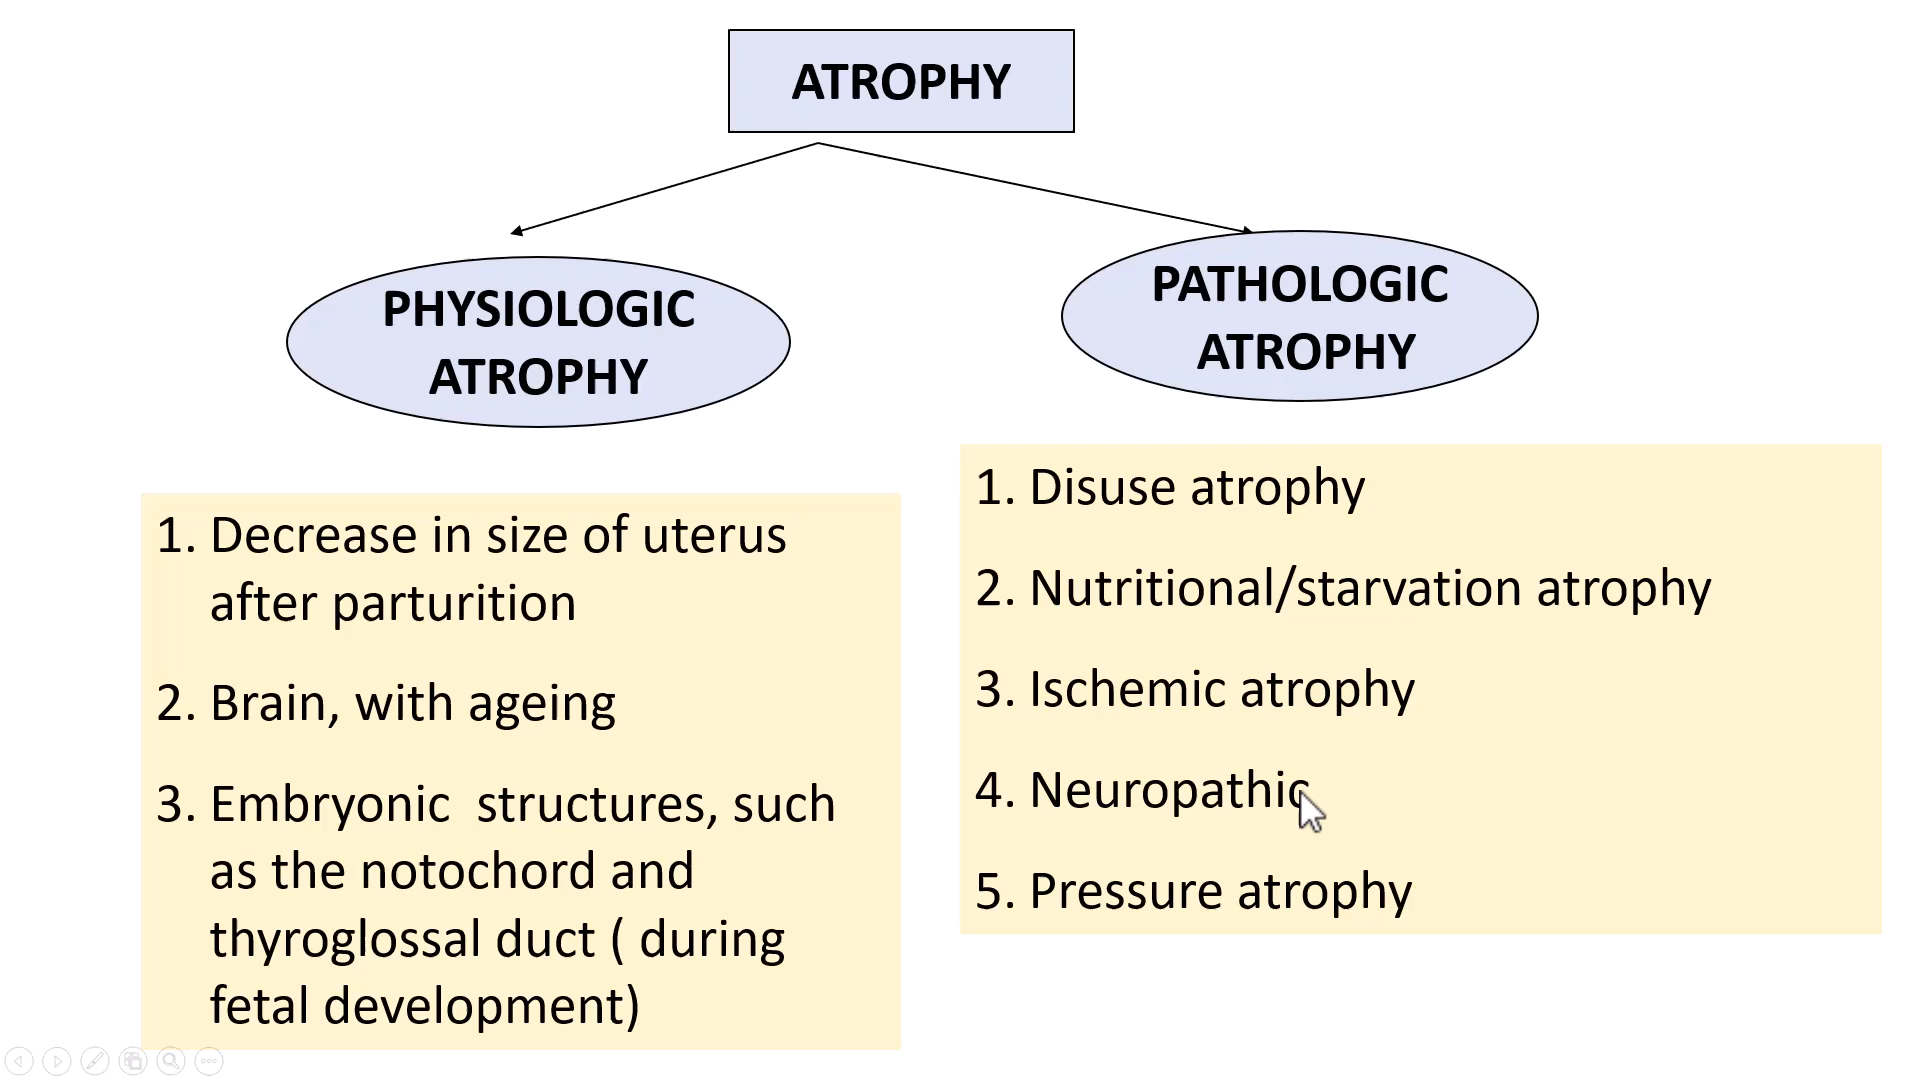 ATROPHY
PHYSIOLOGIC
ATROPHY
PATHOLOGIC
ATROPHY
1. Decrease in size of uterus
after parturition
2. Brain, with ageing
3. Embryonic structures, such
as the notochord and
thyroglossal duct ( during
fetal development)
1. Disuse atrophy
2. Nutritional/starvation atrophy
3. Ischemic atrophy
4. Neuropathic
5. Pressure atrophy